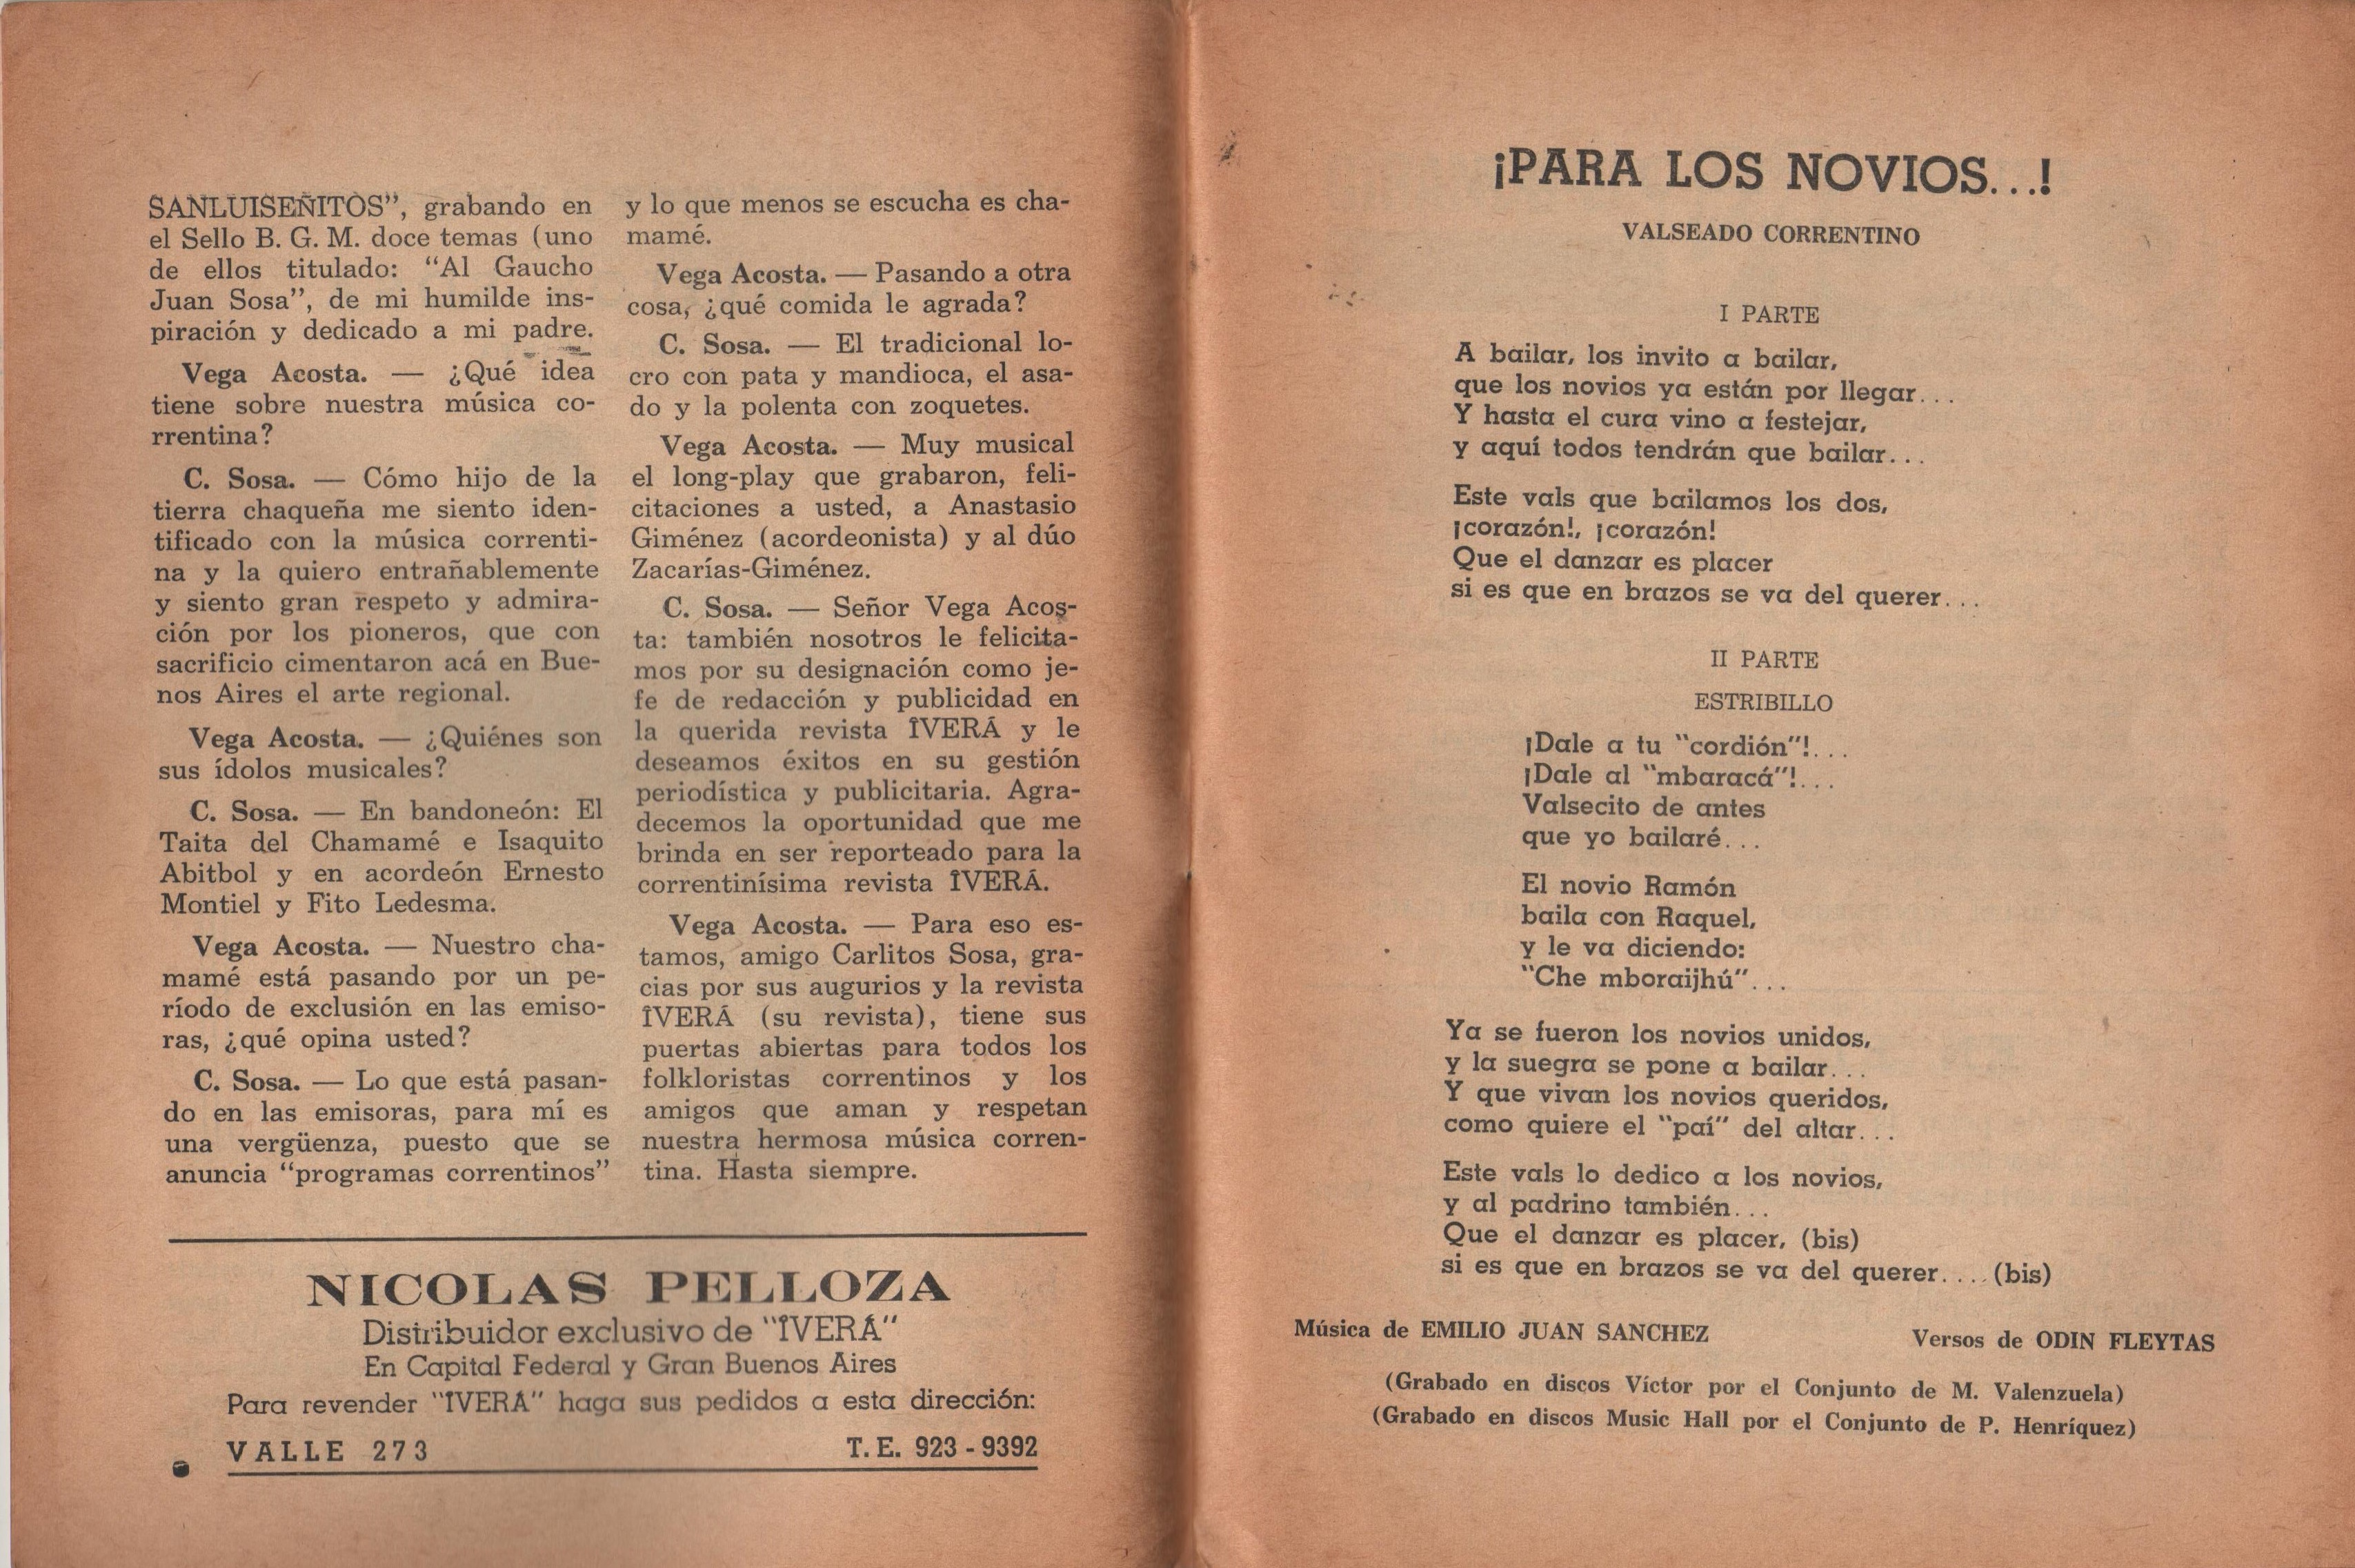 SANLUISEÑITOS”, grabando en
el Sello B. G. M. doce temas (uno
de ellos titulado: “Al Gaucho
Juan Sosa”, de mi humilde ins-
piración y dedicado a mi padre.
Vega Acosta. — ¿Qué idea
tiene sobre nuestra música co-
rrentina?
C. Sosa. — Cómo hijo de la
tierra chaqueña me siento iden-
tificado con la música correnti-
na y la quiero entrañablemente
y siento gran respeto y admira-
ción por los pioneros, que con
sacrificio cimentaron acá en Bue-
nos Aires el arte regional.
Vega Acosta. — ¿Quiénes son
sus ídolos musicales?
C. Sosa. — En bandoneón: El
Taita del Chamamé e Isaquito
Abitbol y en acordeón Ernesto
Montiel y Fito Ledesma.
Vega Acosta. — Nuestro cha-
mamé está pasando por un pe-
ríodo de exclusión en las emiso-
ras, ¿qué opina usted?
C. Sosa. — Lo que está pasan-
do en las emisoras, para mí es
una vergüenza, puesto que se
anuncia “programas correntinos”
y lo que menos se escucha es cha-
mamé.
Vega Acosta. — Pasando a otra
cosa, ¿qué comida le agrada?
C. Sosa. — El tradicional lo-
cro con pata y mandioca, el asa-
do y la polenta con zoquetes.
Vega Acosta. — Muy musical
el long-play que grabaron, feli-
citaciones a usted, a Anastasio
Giménez (acordeonista) y al dúo
Zacarías-Giménez.
C. Sosa. — Señor Vega Acos-
ta: también nosotros le felicita-
mos por su designación como je-
fe de redacción y publicidad en
la querida revista ÎVERÁ y le
deseamos éxitos en su gestión
periodística y publicitaria. Agra-
decemos la oportunidad que me
brinda en ser reporteado para la
correntinísima revista ÎVERÁ.
Vega Acosta. — Para eso es-
tamos, amigo Carlitos Sosa, gra-
cias por sus augurios y la revista
ÎVERÁ (su revista), tiene sus
puertas abiertas para todos los
folkloristas correntinos y los
amigos que aman y respetan
nuestra hermosa música corren-
tina. Hasta siempre.
NICOLAS PELLOZA
Distribuidor exclusivo de “ÎVERÁ”
En Capital Federal y Gran Buenos Aires
Para revender “ÎVERÁ” haga sus pedidos a esta dirección:
VALLE 273 T. E. 923 - 9392
¡PARA LOS NOVIOS...!
VALSEADO CORRENTINO
I PARTE
A bailar, los invito a bailar,
que los novios ya están por llegar...
Y hasta el cura vino a festejar,
y aquí todos tendrán que bailar...
Este vals que bailamos los dos,
¡corazón!, ¡corazón!
Que el danzar es placer
si es que en brazos se va del querer...
II PARTE
ESTRIBILLO
¡Dale a tu “cordión”!...
¡Dale al “mbaracá”!...
Valsecito de antes
que yo bailaré...
El novio Ramón
baila con Raquel,
y le va diciendo:
“Che mboraijhú”...
Ya se fueron los novios unidos,
y la suegra se pone a bailar...
Y que vivan los novios queridos,
como quiere el “paí” del altar...
Este vals lo dedico a los novios,
y al padrino también...
Que el danzar es placer, (bis)
si es que en brazos se va del querer.... (bis)
Música de EMILIO JUAN SANCHEZ Versos de ODIN FLEYTAS
(Grabado en discos Víctor por el Conjunto de M. Valenzuela)
(Grabado en discos Music Hall por el Conjunto de P. Henríquez)